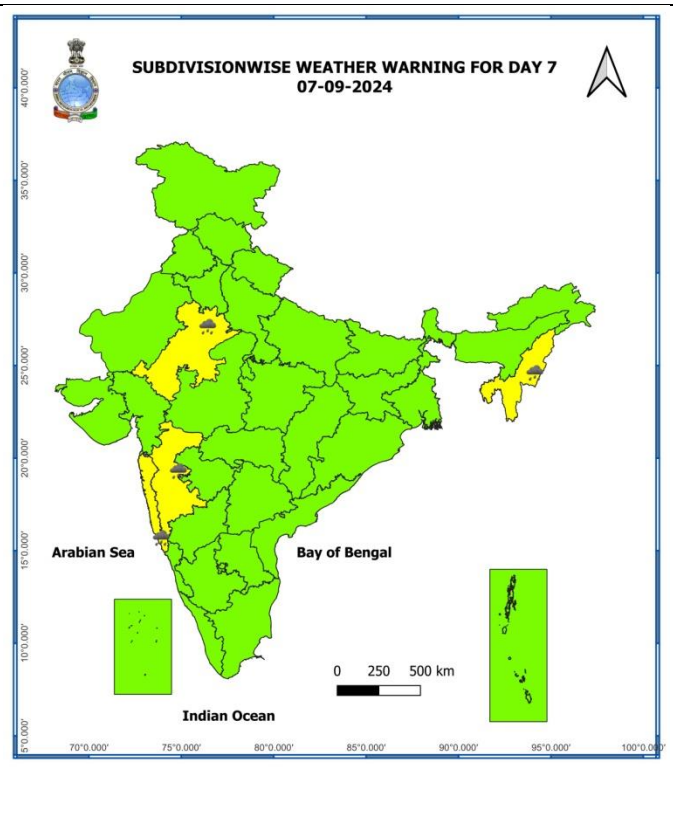 SUBDIVISIONWISE WEATHER WARNING FOR DAY 7
07-09-2024
40°0.000'
35°0.000'
30°0.000'
25°0.000'
20°0.000'
15°0.000'
10°0.000'
5°0.000'
Arabian Sea
Bay of Bengal
0 250 500 km
Indian Ocean
70°0.000' 75°0.000' 80°0.000' 85°0.000' 90°0.000' 95°0.000' 100°0.000'